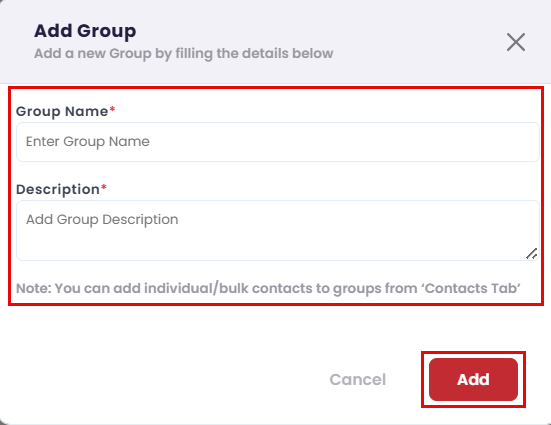 Add Group
Add a new Group by filling the details below
Group Name*
Enter Group Name
Description*
Add Group Description
Note: You can add individual/bulk contacts to groups from ‘Contacts Tab’
Cancel
Add